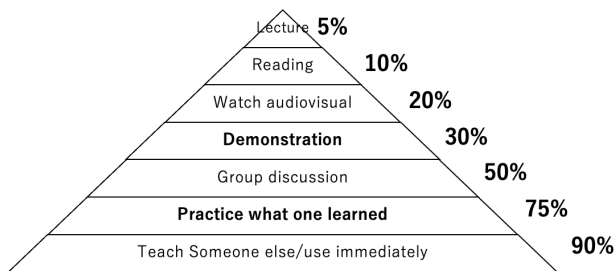 Lecture 5%
Reading 10%
Watch audiovisual 20%
Demonstration 30%
Group discussion 50%
Practice what one learned 75%
Teach Someone else/use immediately 90%